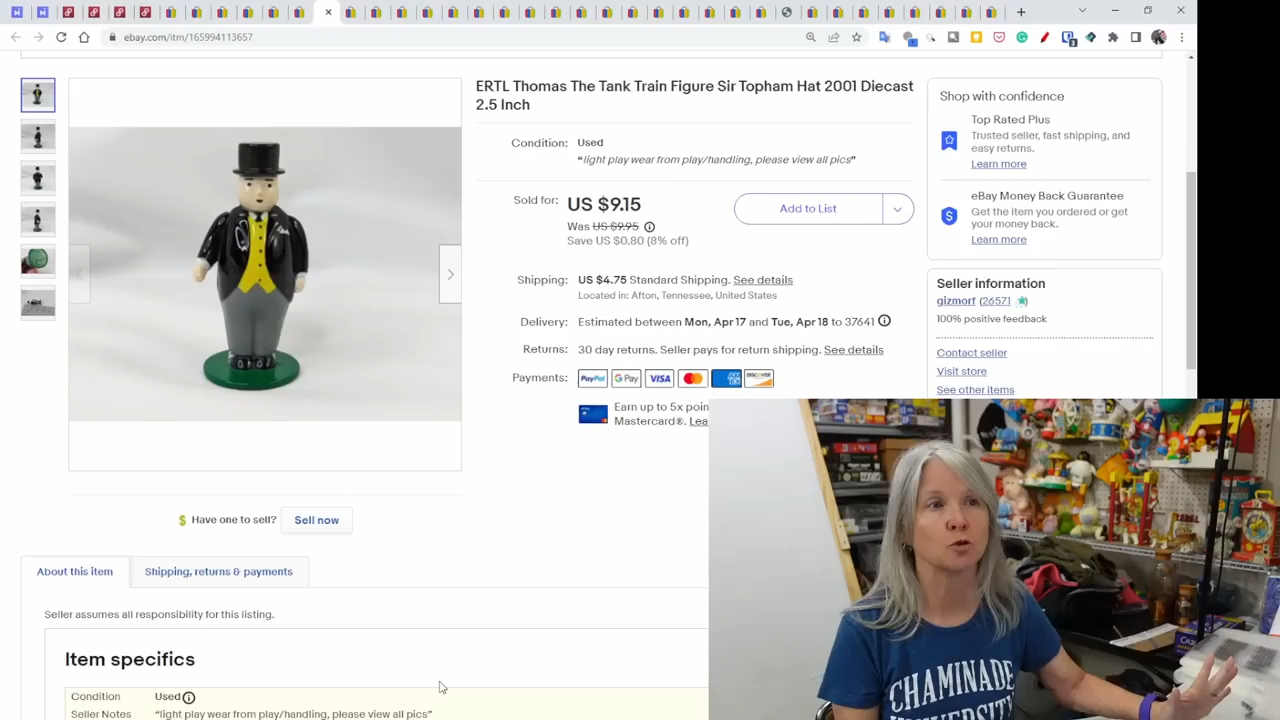 ebay.com/itm/165994113657
ERTL Thomas The Tank Train Figure Sir Topham Hat 2001 Diecast
2.5 Inch
Condition: Used
“light play wear from play/handling, please view all pics”
Sold for: US $9.15
Was US $9.95
Save US $0.80 (8% off)
Add to List
Shipping: US $4.75 Standard Shipping. See details
Located in: Afton, Tennessee, United States
Delivery: Estimated between Mon, Apr 17 and Tue, Apr 18 to 37641
Returns: 30 day returns. Seller pays for return shipping. See details
Payments: PayPal G Pay VISA DISCOVER
Earn up to 5x poin
Mastercard®. Lea
Shop with confidence
Top Rated Plus
Trusted seller, fast shipping, and
easy returns.
Learn more
eBay Money Back Guarantee
Get the item you ordered or get
your money back.
Learn more
Seller information
gizmorf (26571 )
100% positive feedback
Contact seller
Visit store
See other items
Have one to sell? Sell now
About this item
Shipping, returns & payments
Seller assumes all responsibility for this listing.
Item specifics
Condition Used
Seller Notes “light play wear from play/handling, please view all pics”
CHAMINADE